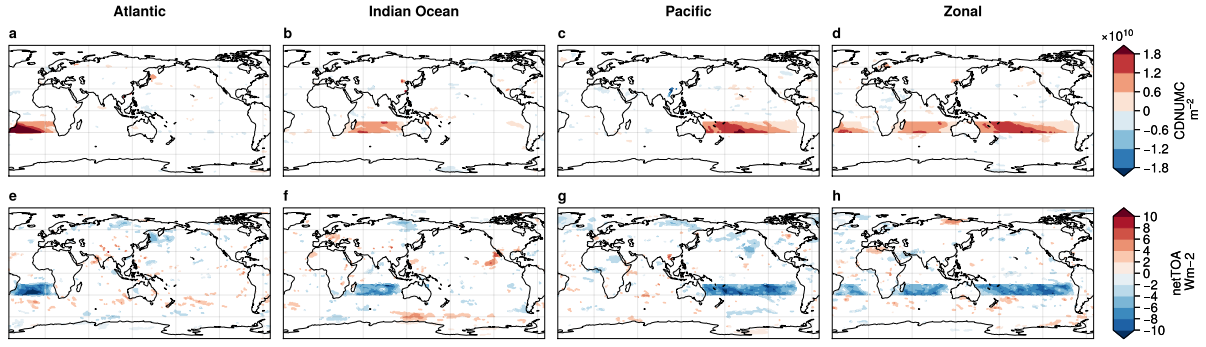 Atlantic
Indian Ocean
Pacific
Zonal
a
b
c
d
×10¹⁰
1.8
1.2
0.6
0
−0.6
−1.2
−1.8
CDNUMC
m⁻²
e
f
g
h
10
8
6
4
2
0
−2
−4
−6
−8
−10
netTOA
Wm−2